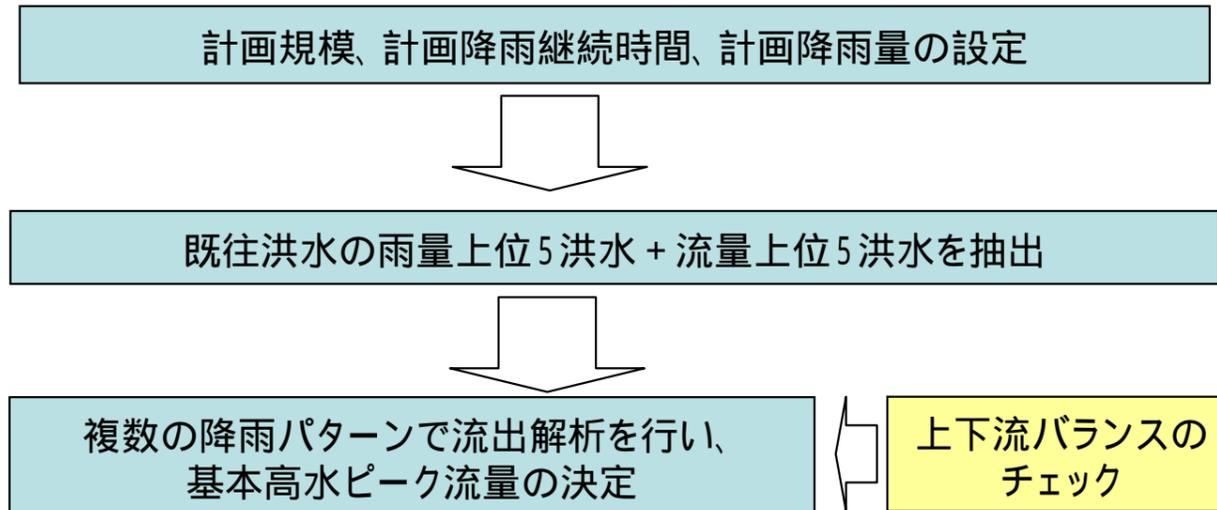 計画規模、計画降雨継続時間、計画降雨量の設定
既往洪水の雨量上位5洪水+流量上位5洪水を抽出
複数の降雨パターンで流出解析を行い、
基本高水ピーク流量の決定
上下流バランスの
チェック